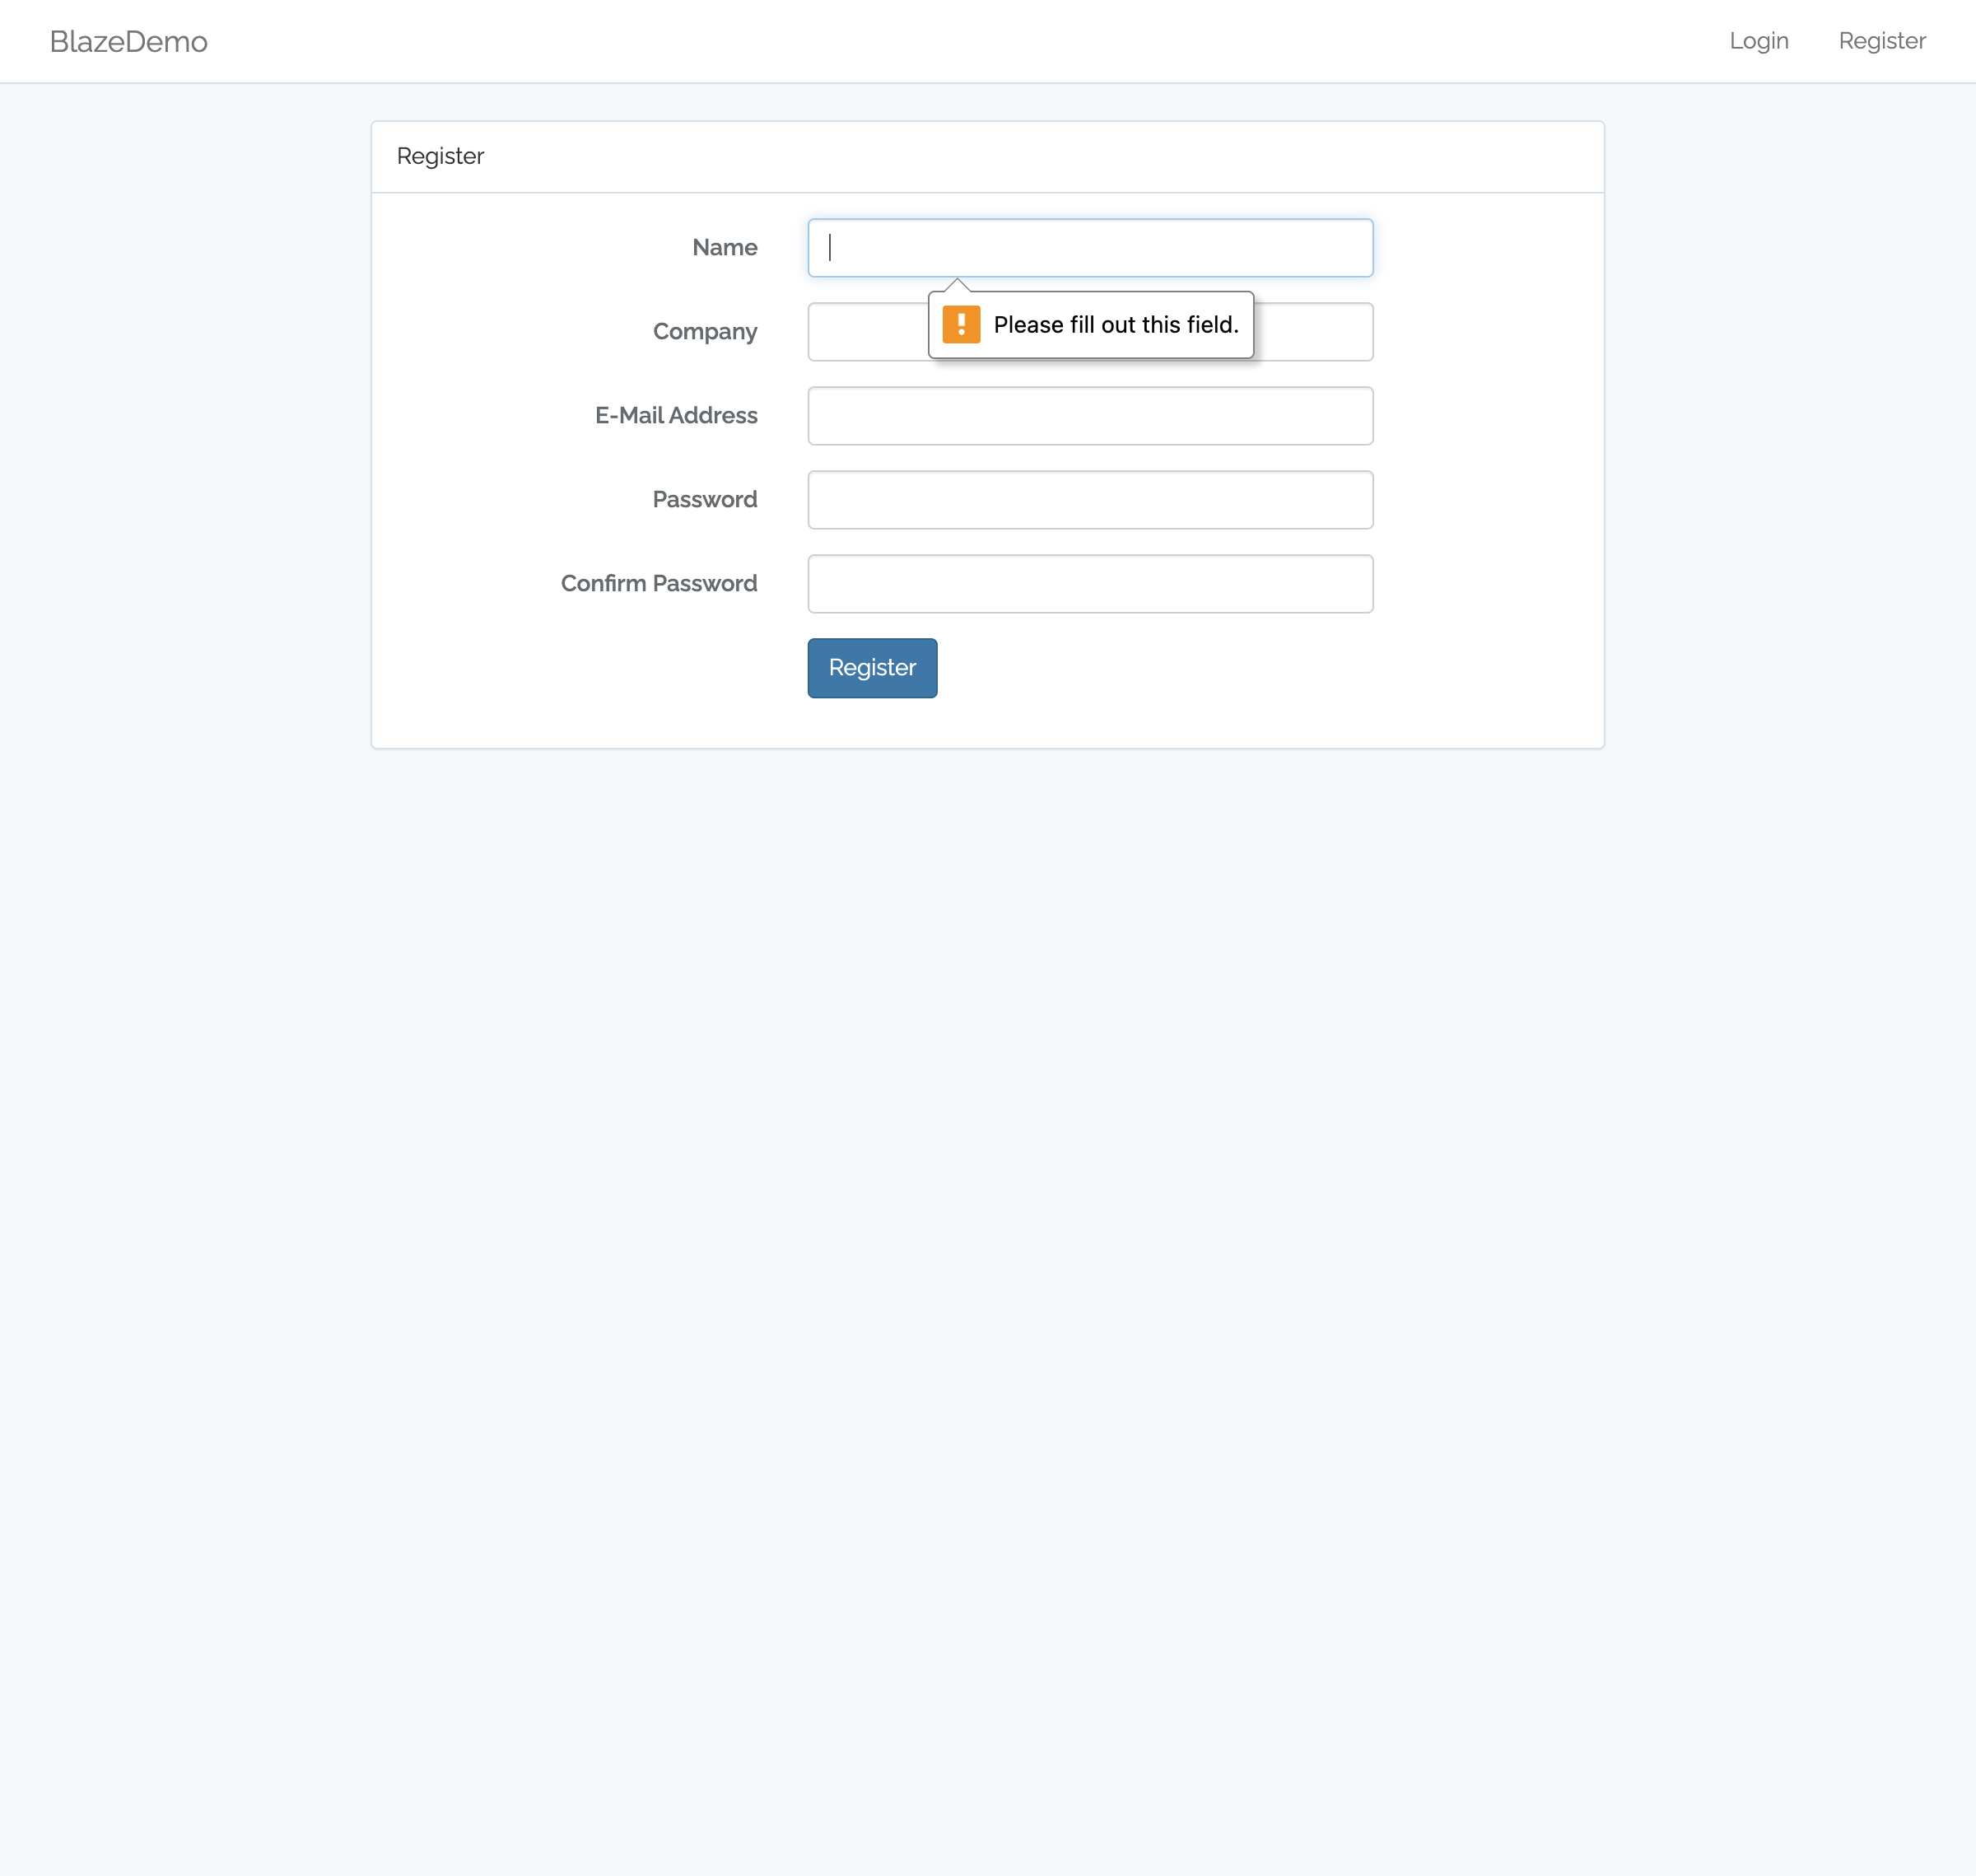 BlazeDemo
Login
Register
Register
Name
Please fill out this field.
Company
E-Mail Address
Password
Confirm Password
Register